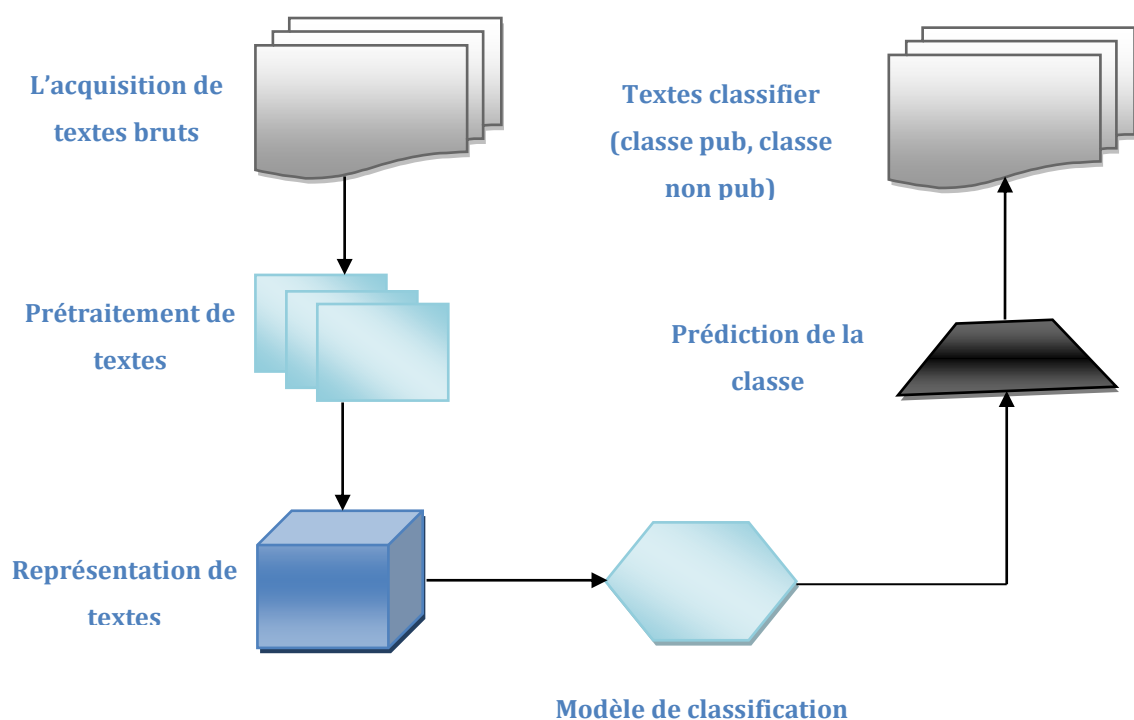 L’acquisition de
textes bruts
Prétraitement de
textes
Représentation de
textes
Modèle de classification
Prédiction de la
classe
Textes classifier
(classe pub, classe
non pub)